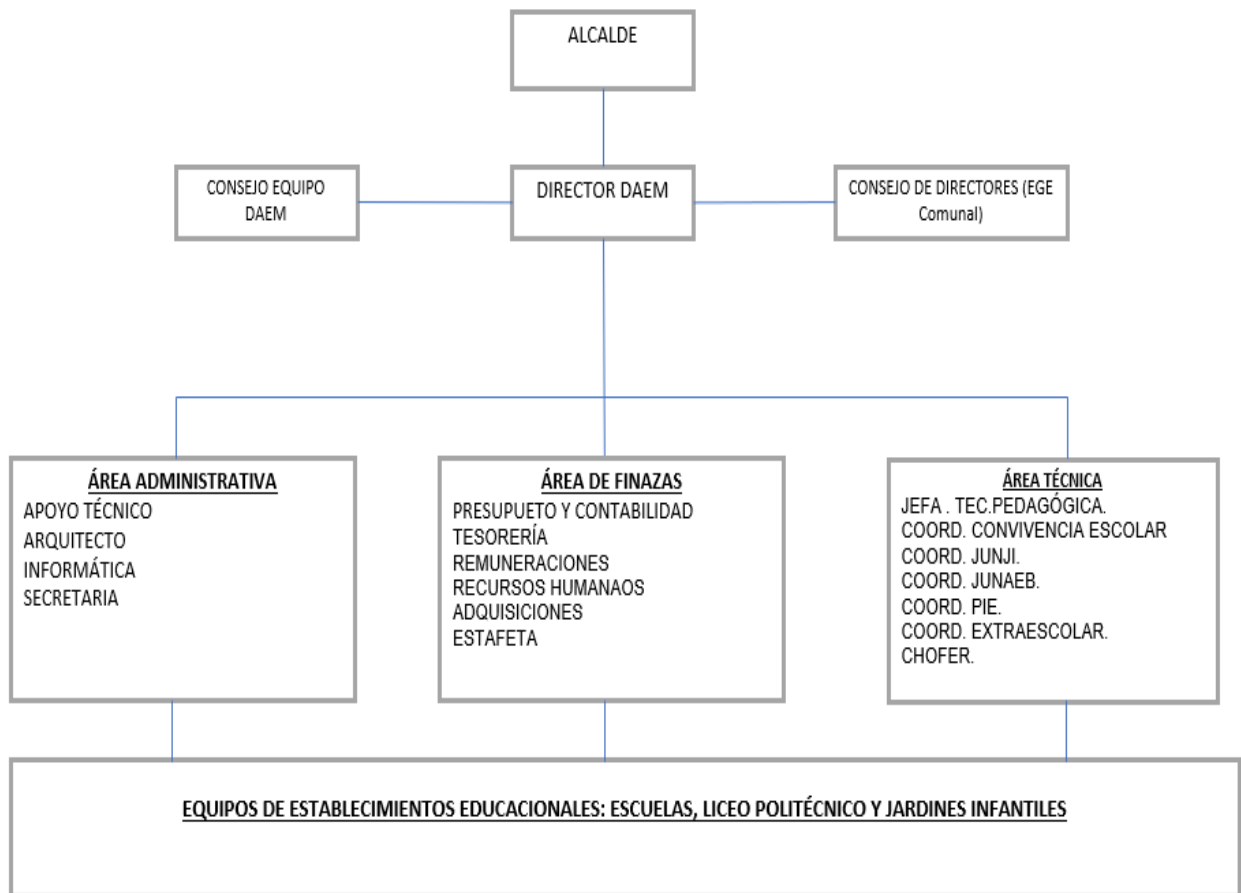 ALCALDE
CONSEJO EQUIPO
DAEM
DIRECTOR DAEM
CONSEJO DE DIRECTORES (EGE
Comunal)
ÁREA ADMINISTRATIVA
APOYO TÉCNICO
ARQUITECTO
INFORMÁTICA
SECRETARIA
ÁREA DE FINAZAS
PRESUPUETO Y CONTABILIDAD
TESORERÍA
REMUNERACIONES
RECURSOS HUMANAOS
ADQUISICIONES
ESTAFETA
ÁREA TÉCNICA
JEFA . TEC.PEDAGÓGICA.
COORD. CONVIVENCIA ESCOLAR
COORD. JUNJI.
COORD. JUNAEB.
COORD. PIE.
COORD. EXTRAESCOLAR.
CHOFER.
EQUIPOS DE ESTABLECIMIENTOS EDUCACIONALES: ESCUELAS, LICEO POLITÉCNICO Y JARDINES INFANTILES